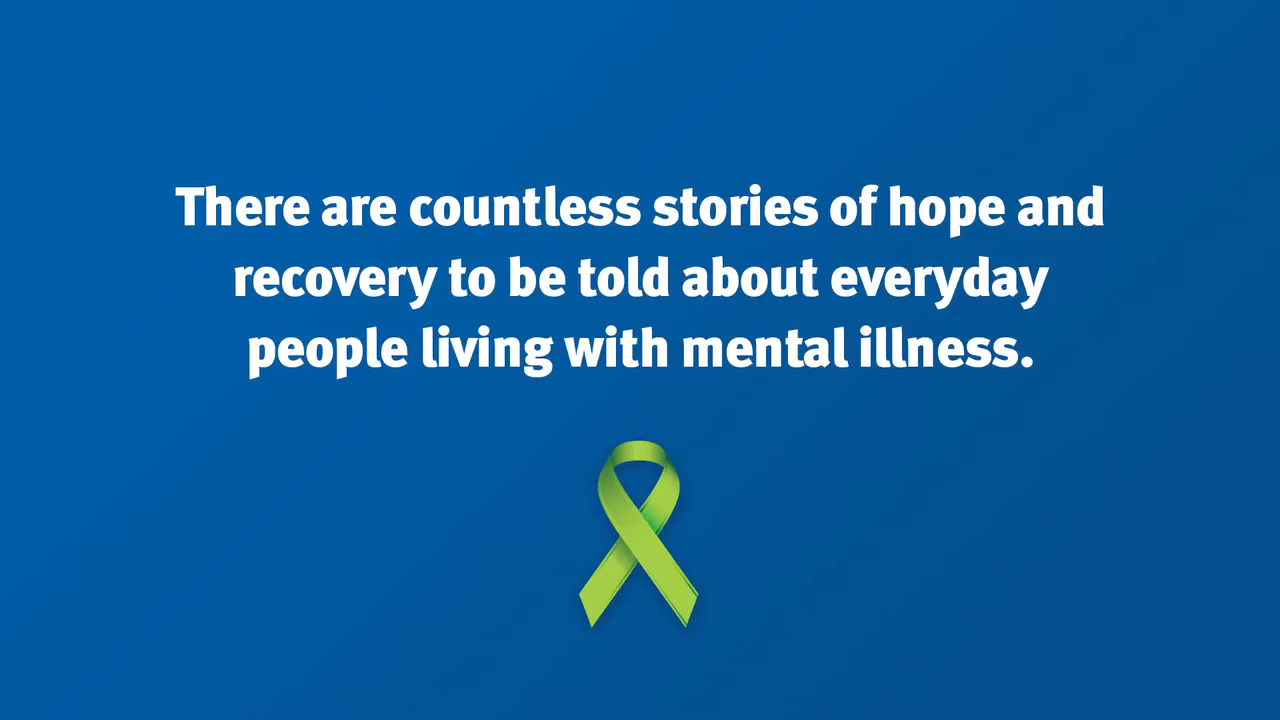 There are countless stories of hope and
recovery to be told about everyday
people living with mental illness.